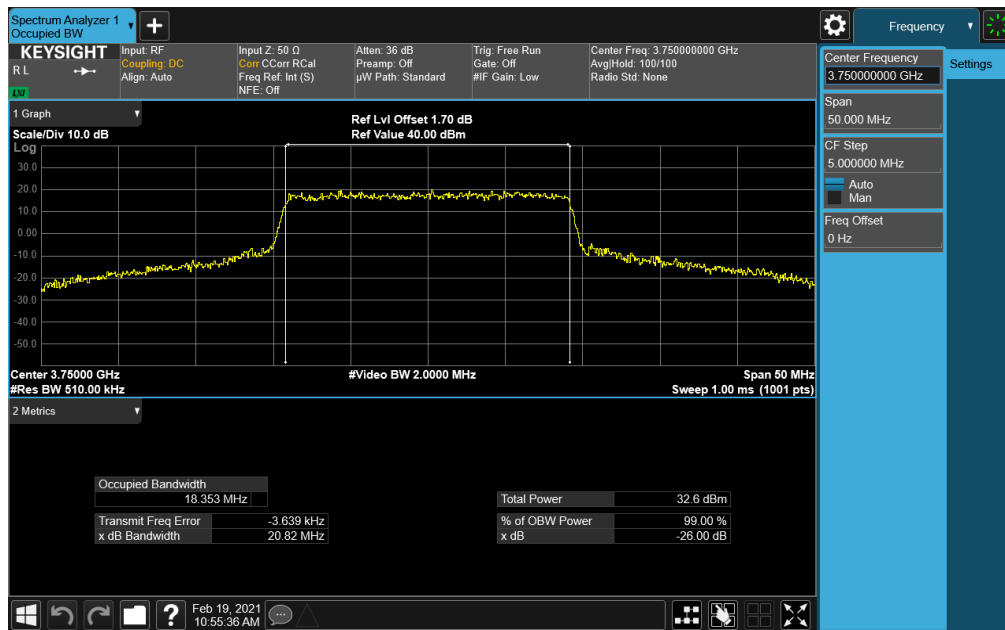 Spectrum Analyzer 1
Occupied BW
Frequency
KEYSIGHT
R L
LXI
Input: RF
Coupling: DC
Align: Auto
Input Z: 50 Ω
Corr CCorr RCal
Freq Ref: Int (S)
NFE: Off
Atten: 36 dB
Preamp: Off
µW Path: Standard
Trig: Free Run
Gate: Off
#IF Gain: Low
Center Freq: 3.750000000 GHz
Avg|Hold: 100/100
Radio Std: None
Center Frequency
3.750000000 GHz
Settings
Span
50.000 MHz
CF Step
5.000000 MHz
Auto
Man
Freq Offset
0 Hz
1 Graph
Scale/Div 10.0 dB
Ref Lvl Offset 1.70 dB
Ref Value 40.00 dBm
Log
30.0
20.0
10.0
0.00
-10.0
-20.0
-30.0
-40.0
-50.0
Center 3.75000 GHz
#Video BW 2.0000 MHz
Span 50 MHz
#Res BW 510.00 kHz
Sweep 1.00 ms (1001 pts)
2 Metrics
Occupied Bandwidth
18.353 MHz
Total Power 32.6 dBm
Transmit Freq Error -3.639 kHz
% of OBW Power 99.00 %
x dB Bandwidth 20.82 MHz
x dB -26.00 dB
?
Feb 19, 2021
10:55:36 AM